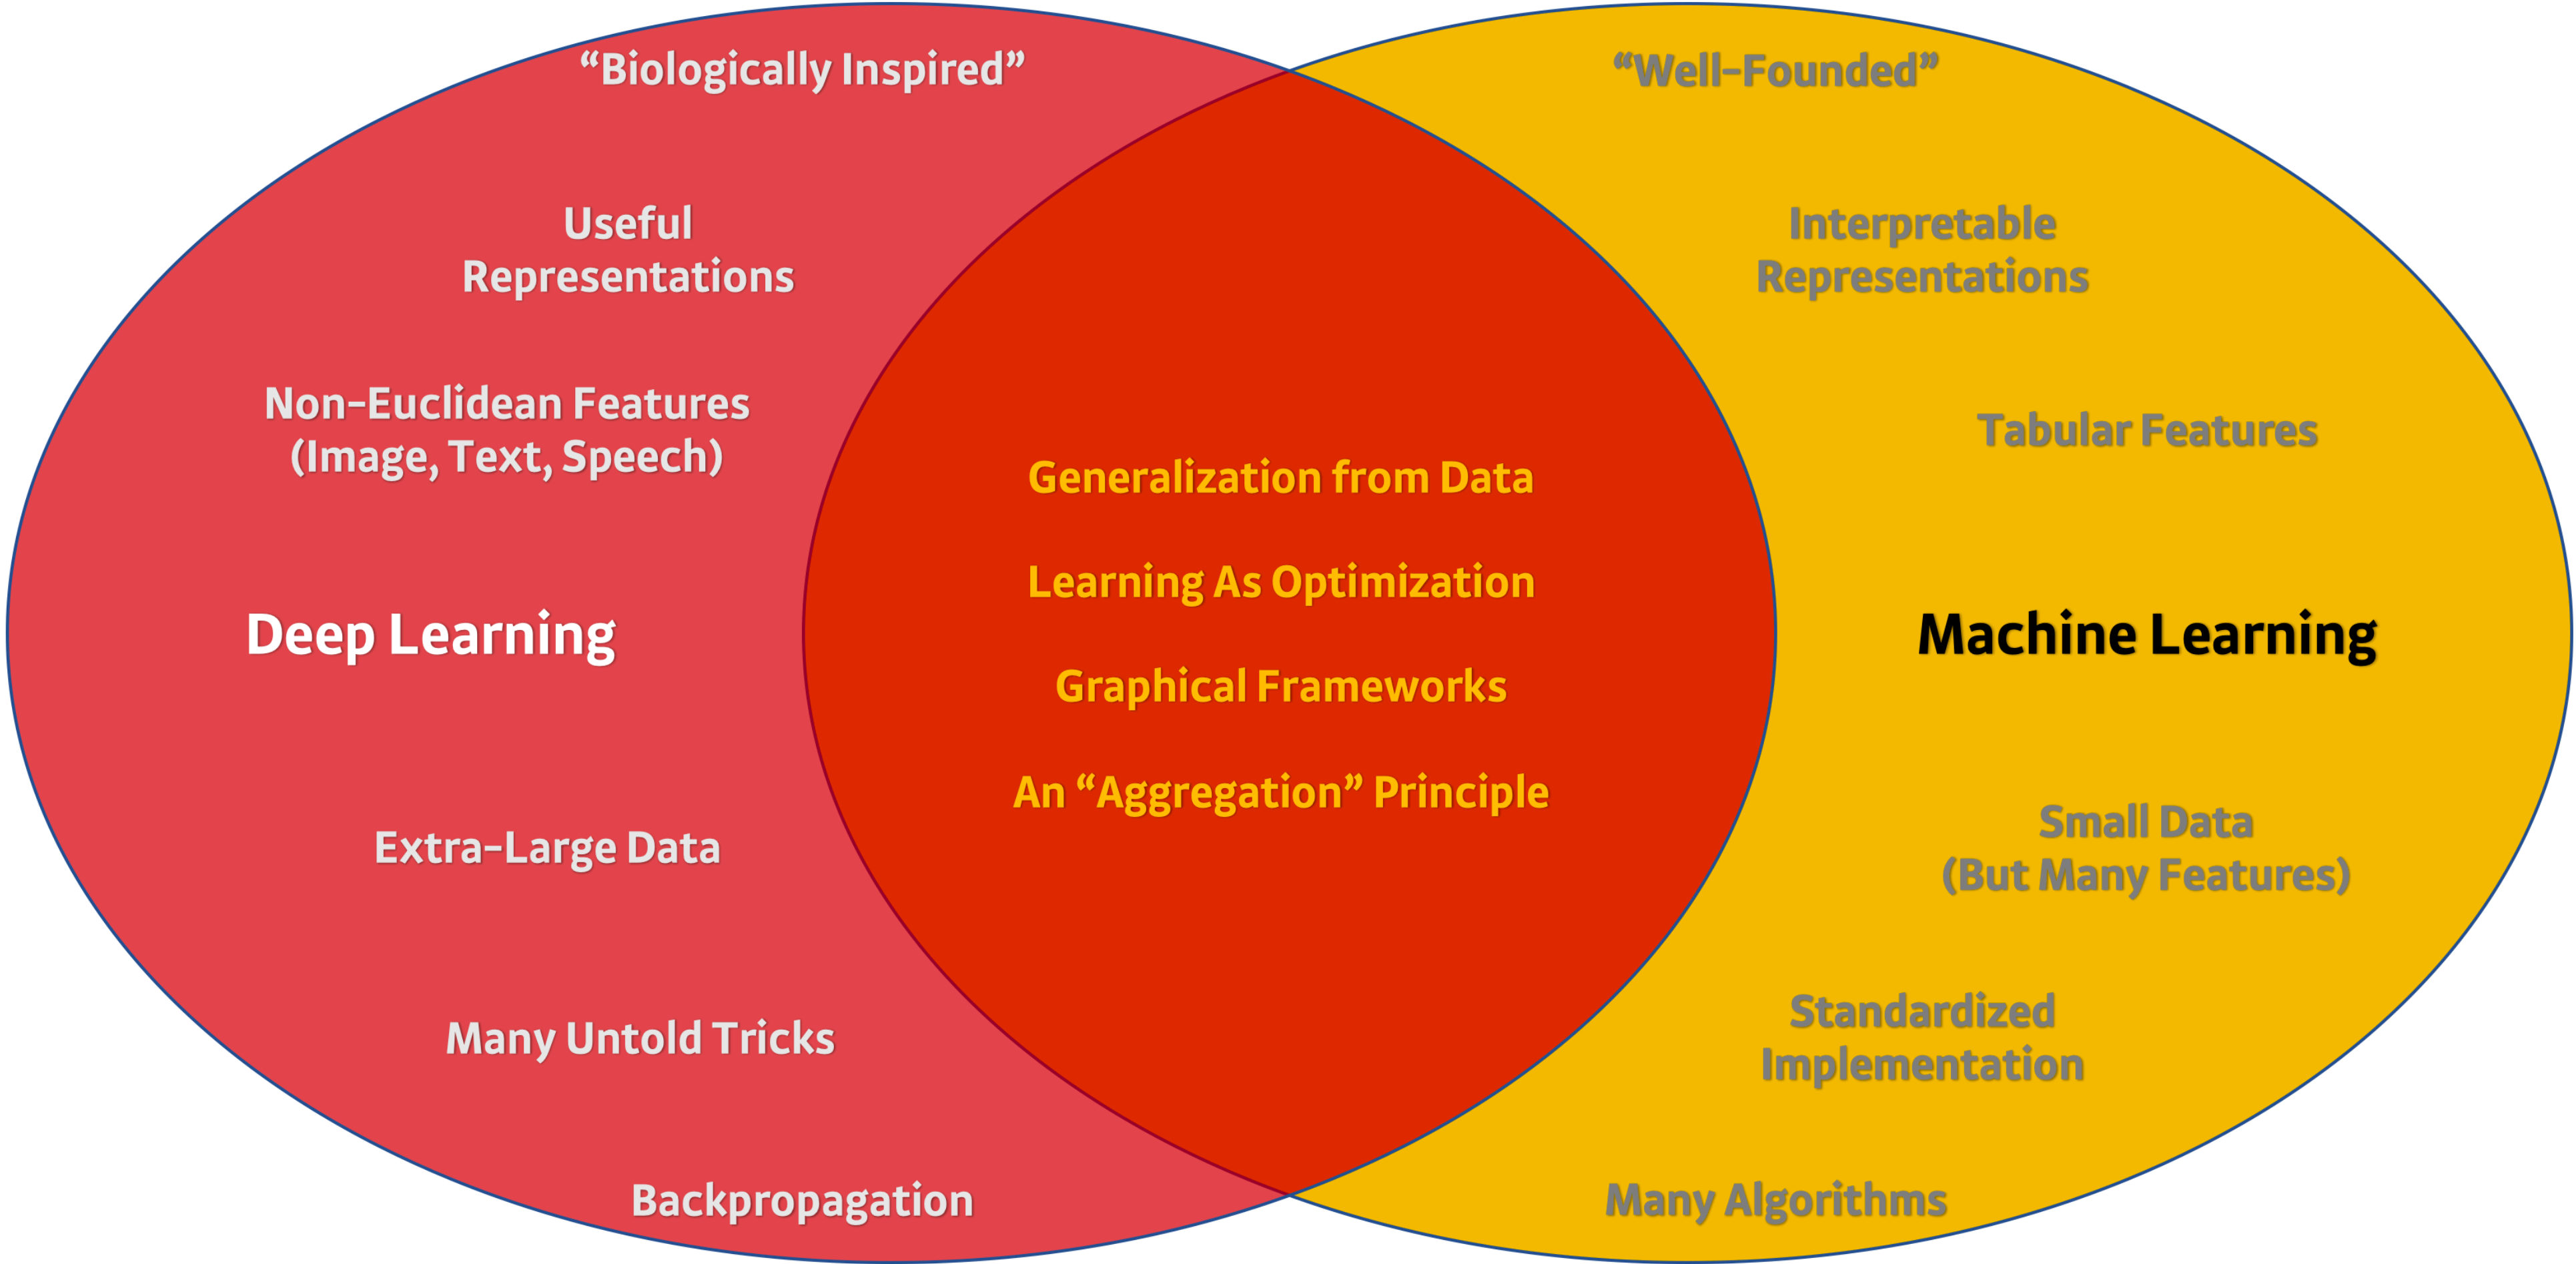 “Biologically Inspired”
Useful
Representations
Non-Euclidean Features
(Image, Text, Speech)
Deep Learning
Extra-Large Data
Many Untold Tricks
Backpropagation
Generalization from Data
Learning As Optimization
Graphical Frameworks
An “Aggregation” Principle
“Well-Founded”
Interpretable
Representations
Tabular Features
Machine Learning
Small Data
(But Many Features)
Standardized
Implementation
Many Algorithms